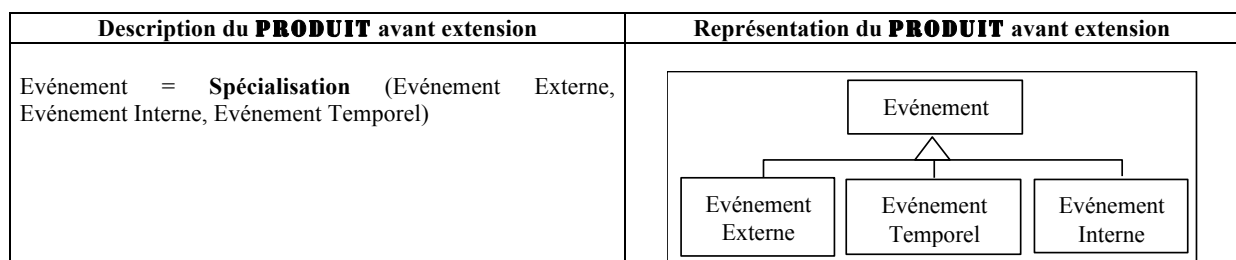 Description du PRODUIT avant extension
Représentation du PRODUIT avant extension
Evénement = Spécialisation (Evénement Externe,
Evénement Interne, Evénement Temporel)
Evénement
Evénement
Externe
Evénement
Temporel
Evénement
Interne